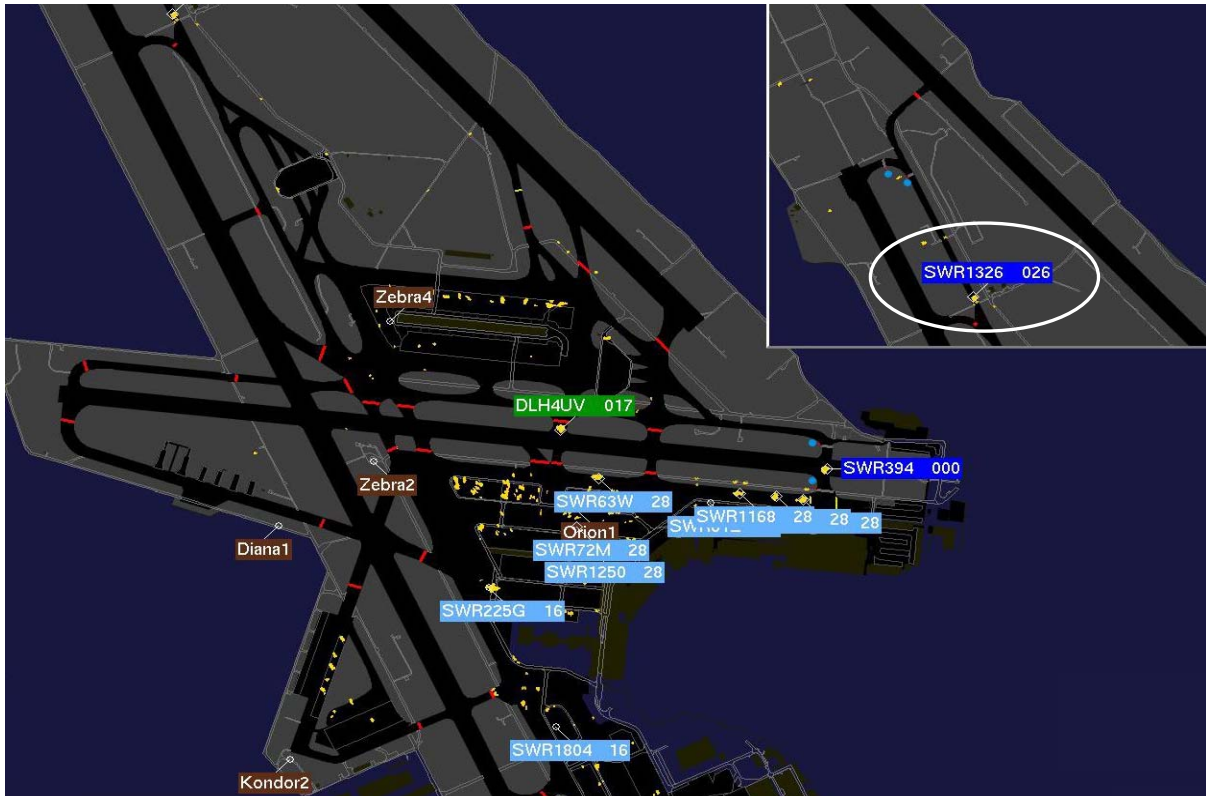 SWR1326 026
Zebra4
DLH4UV 017
SWR394 000
Zebra2
SWR63W 28
SWR1168 28
28
28
Orion1
Diana1
SWR72M 28
SWR1250 28
SWR225G 16
SWR1804 16
Kondor2